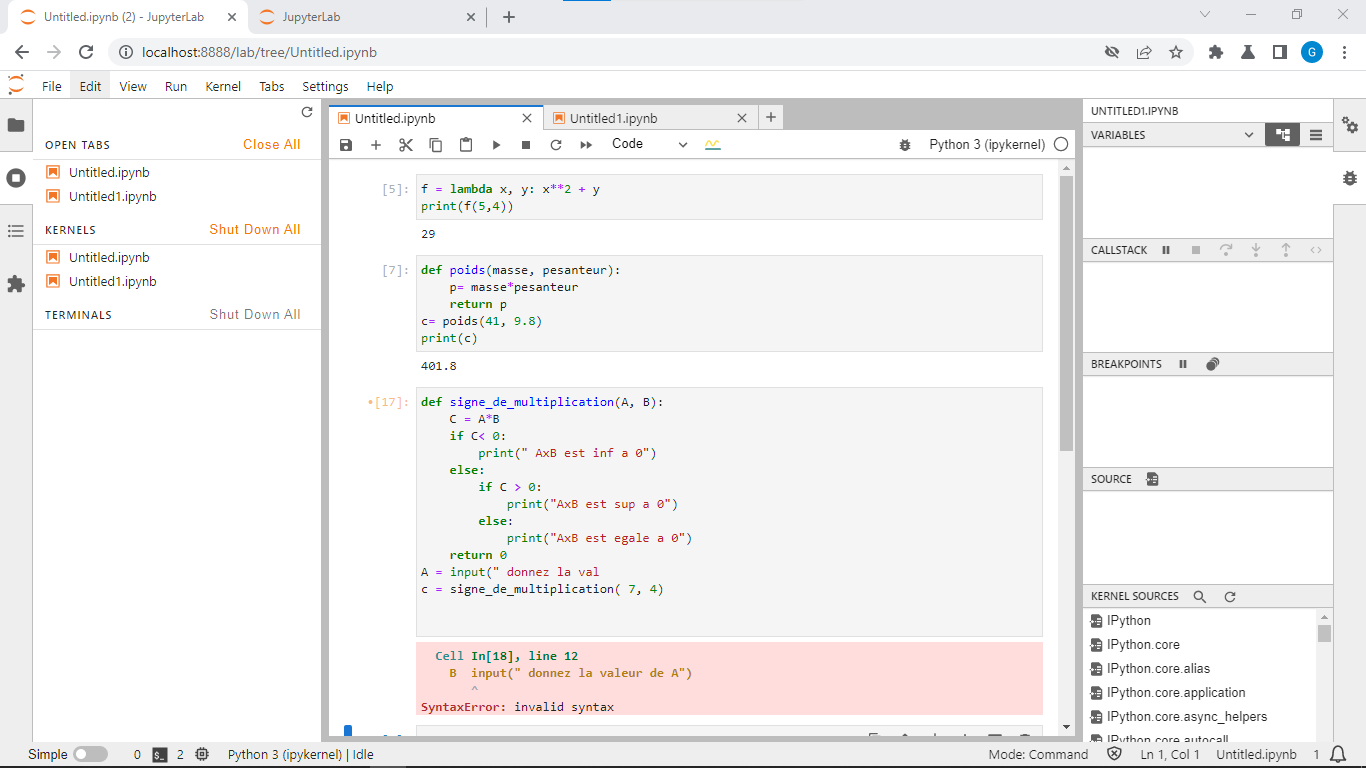 Untitled.ipynb (2) - JupyterLab
JupyterLab
localhost:8888/lab/tree/Untitled.ipynb
G
File Edit View Run Kernel Tabs Settings Help
OPEN TABS Close All
Untitled.ipynb
Untitled1.ipynb
KERNELS Shut Down All
Untitled.ipynb
Untitled1.ipynb
TERMINALS Shut Down All
Untitled.ipynb Untitled1.ipynb
Code
Python 3 (ipykernel)
[5]: f = lambda x, y: x**2 + y
print(f(5,4))
29
[7]: def poids(masse, pesanteur):
    p= masse*pesanteur
    return p
c= poids(41, 9.8)
print(c)
401.8
•[17]: def signe_de_multiplication(A, B):
    C = A*B
    if C< 0:
        print(" AxB est inf a 0")
    else:
        if C > 0:
            print("AxB est sup a 0")
        else:
            print("AxB est egale a 0")
    return 0
A = input(" donnez la val
c = signe_de_multiplication( 7, 4)
Cell In[18], line 12
    B  input(" donnez la valeur de A")
       ^
SyntaxError: invalid syntax
UNTITLED1.IPYNB
VARIABLES
CALLSTACK
BREAKPOINTS
SOURCE
KERNEL SOURCES
IPython
IPython.core
IPython.core.alias
IPython.core.application
IPython.core.async_helpers
IPython.core.autocall
Simple 0 2 Python 3 (ipykernel) | Idle Mode: Command Ln 1, Col 1 Untitled.ipynb 1